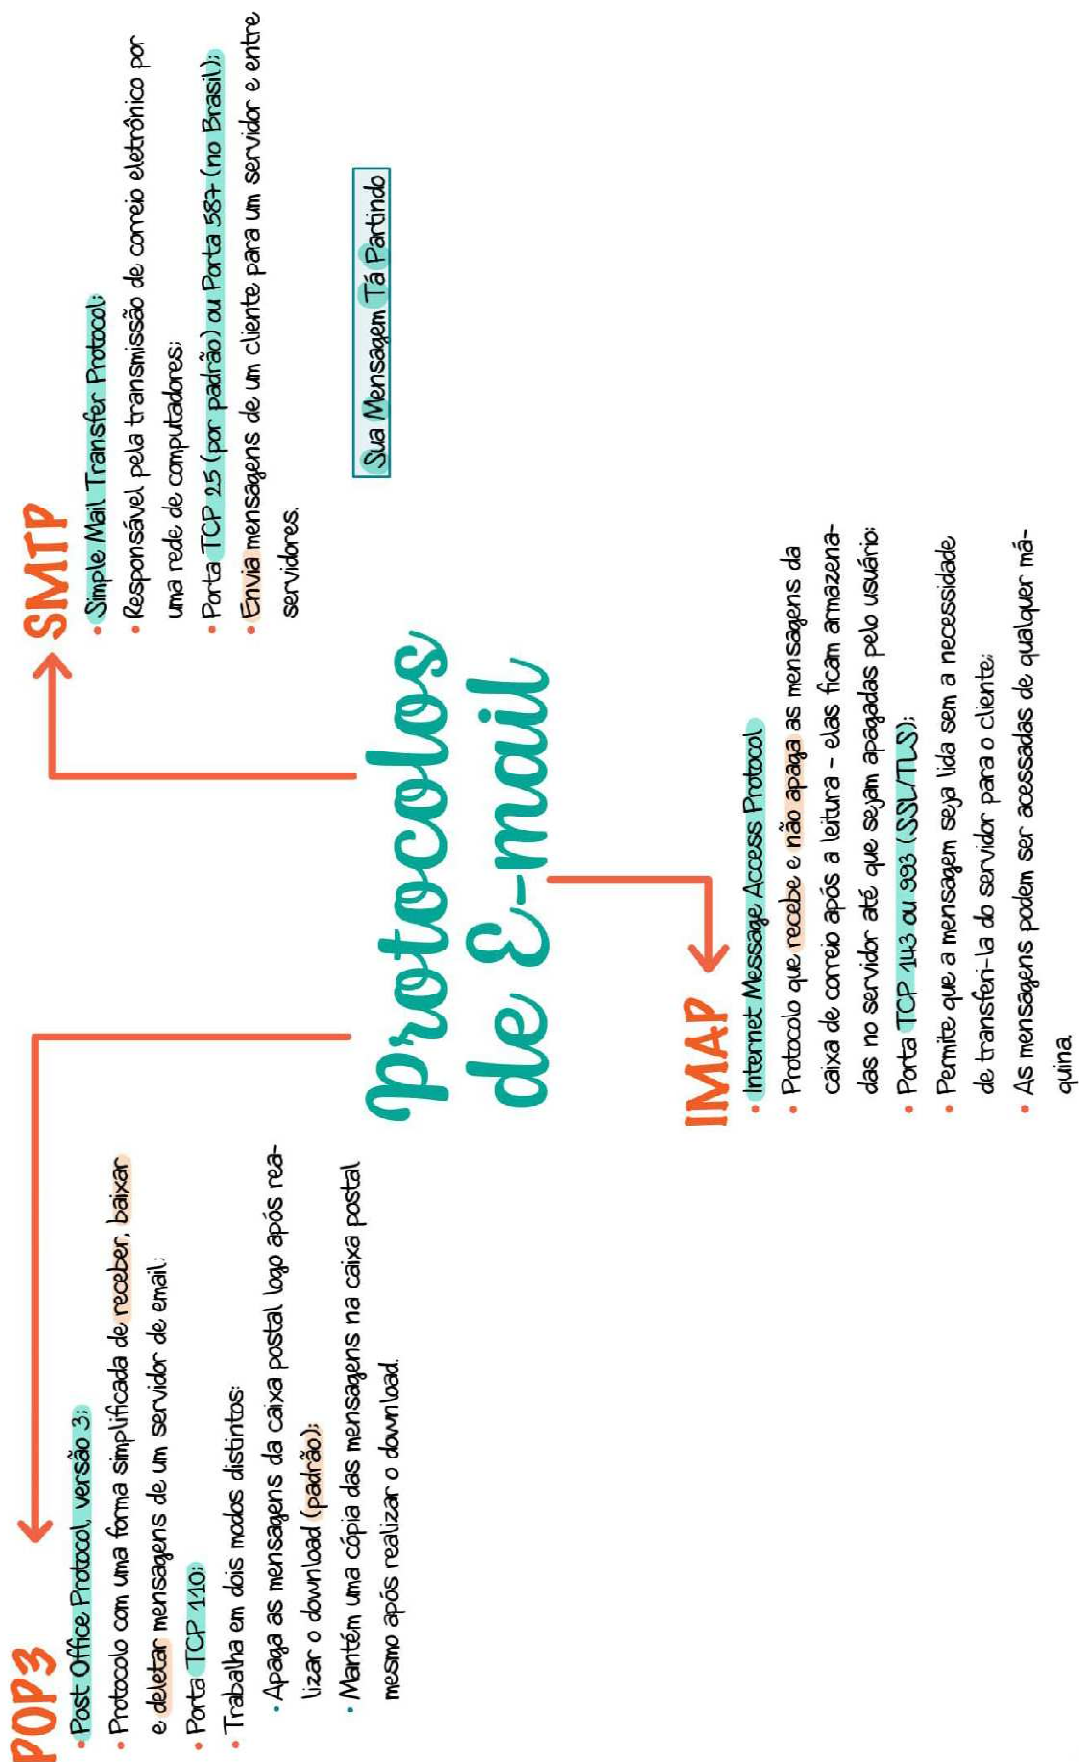 POP3
• Post Office Protocol, versão 3;
• Protocolo com uma forma simplificada de receber, baixar
e deletar mensagens de um servidor de email;
• Porta TCP 110;
• Trabalha em dois modos distintos:
• Apaga as mensagens da caixa postal logo após rea-
lizar o download (padrão);
• Mantém uma cópia das mensagens na caixa postal
mesmo após realizar o download.
SMTP
• Simple Mail Transfer Protocol;
• Responsável pela transmissão de correio eletrônico por
uma rede de computadores;
• Porta TCP 25 (por padrão) ou Porta 587 (no Brasil);
• Envia mensagens de um cliente para um servidor e entre
servidores.
Sua Mensagem Tá Partindo
Protocolos
de E-mail
IMAP
• Internet Message Access Protocol
• Protocolo que recebe e não apaga as mensagens da
caixa de correio após a leitura - elas ficam armazena-
das no servidor até que sejam apagadas pelo usuário;
• Porta TCP 143 ou 993 (SSL/TLS);
• Permite que a mensagem seja lida sem a necessidade
de transferi-la do servidor para o cliente;
• As mensagens podem ser acessadas de qualquer má-
quina.